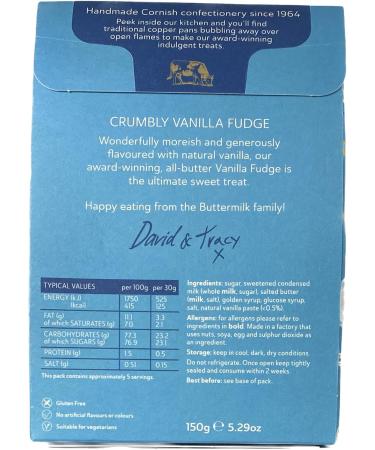 Handmade Cornish confectionery since 1964
Peek inside our kitchen and you'll find
traditional copper pans bubbling away over
open flames to make our award-winning
indulgent treats.
CRUMBLY VANILLA FUDGE
Wonderfully moreish and generously
flavoured with natural vanilla, our
award-winning, all-butter Vanilla Fudge is
the ultimate sweet treat.
Happy eating from the Buttermilk family!
David & Tracy
x
TYPICAL VALUES per 100g per 30g
ENERGY (kJ) 1750 525
(kcal) 415 125
FAT (g) 11.1 3.3
of which SATURATES (g) 7.0 2.1
CARBOHYDRATES (g) 77.3 23.2
of which SUGARS (g) 76.9 23.1
PROTEIN (g) 1.5 0.5
SALT (g) 0.51 0.15
This pack contains approximately 5 servings.
Ingredients: sugar, sweetened condensed
milk (whole milk, sugar), salted butter
(milk, salt), golden syrup, glucose syrup,
salt, natural vanilla paste (<0.5%).
Allergens: for allergens please refer to
ingredients in bold. Made in a factory that
uses nuts, soya, egg and sulphur dioxide as
an ingredient.
Storage: keep in cool, dark, dry conditions.
Do not refrigerate. Once open keep tightly
sealed and consume within 2 weeks.
Best before: see base of pack.
Gluten Free
No artificial flavours or colours
Suitable for vegetarians
150g e 5.29oz